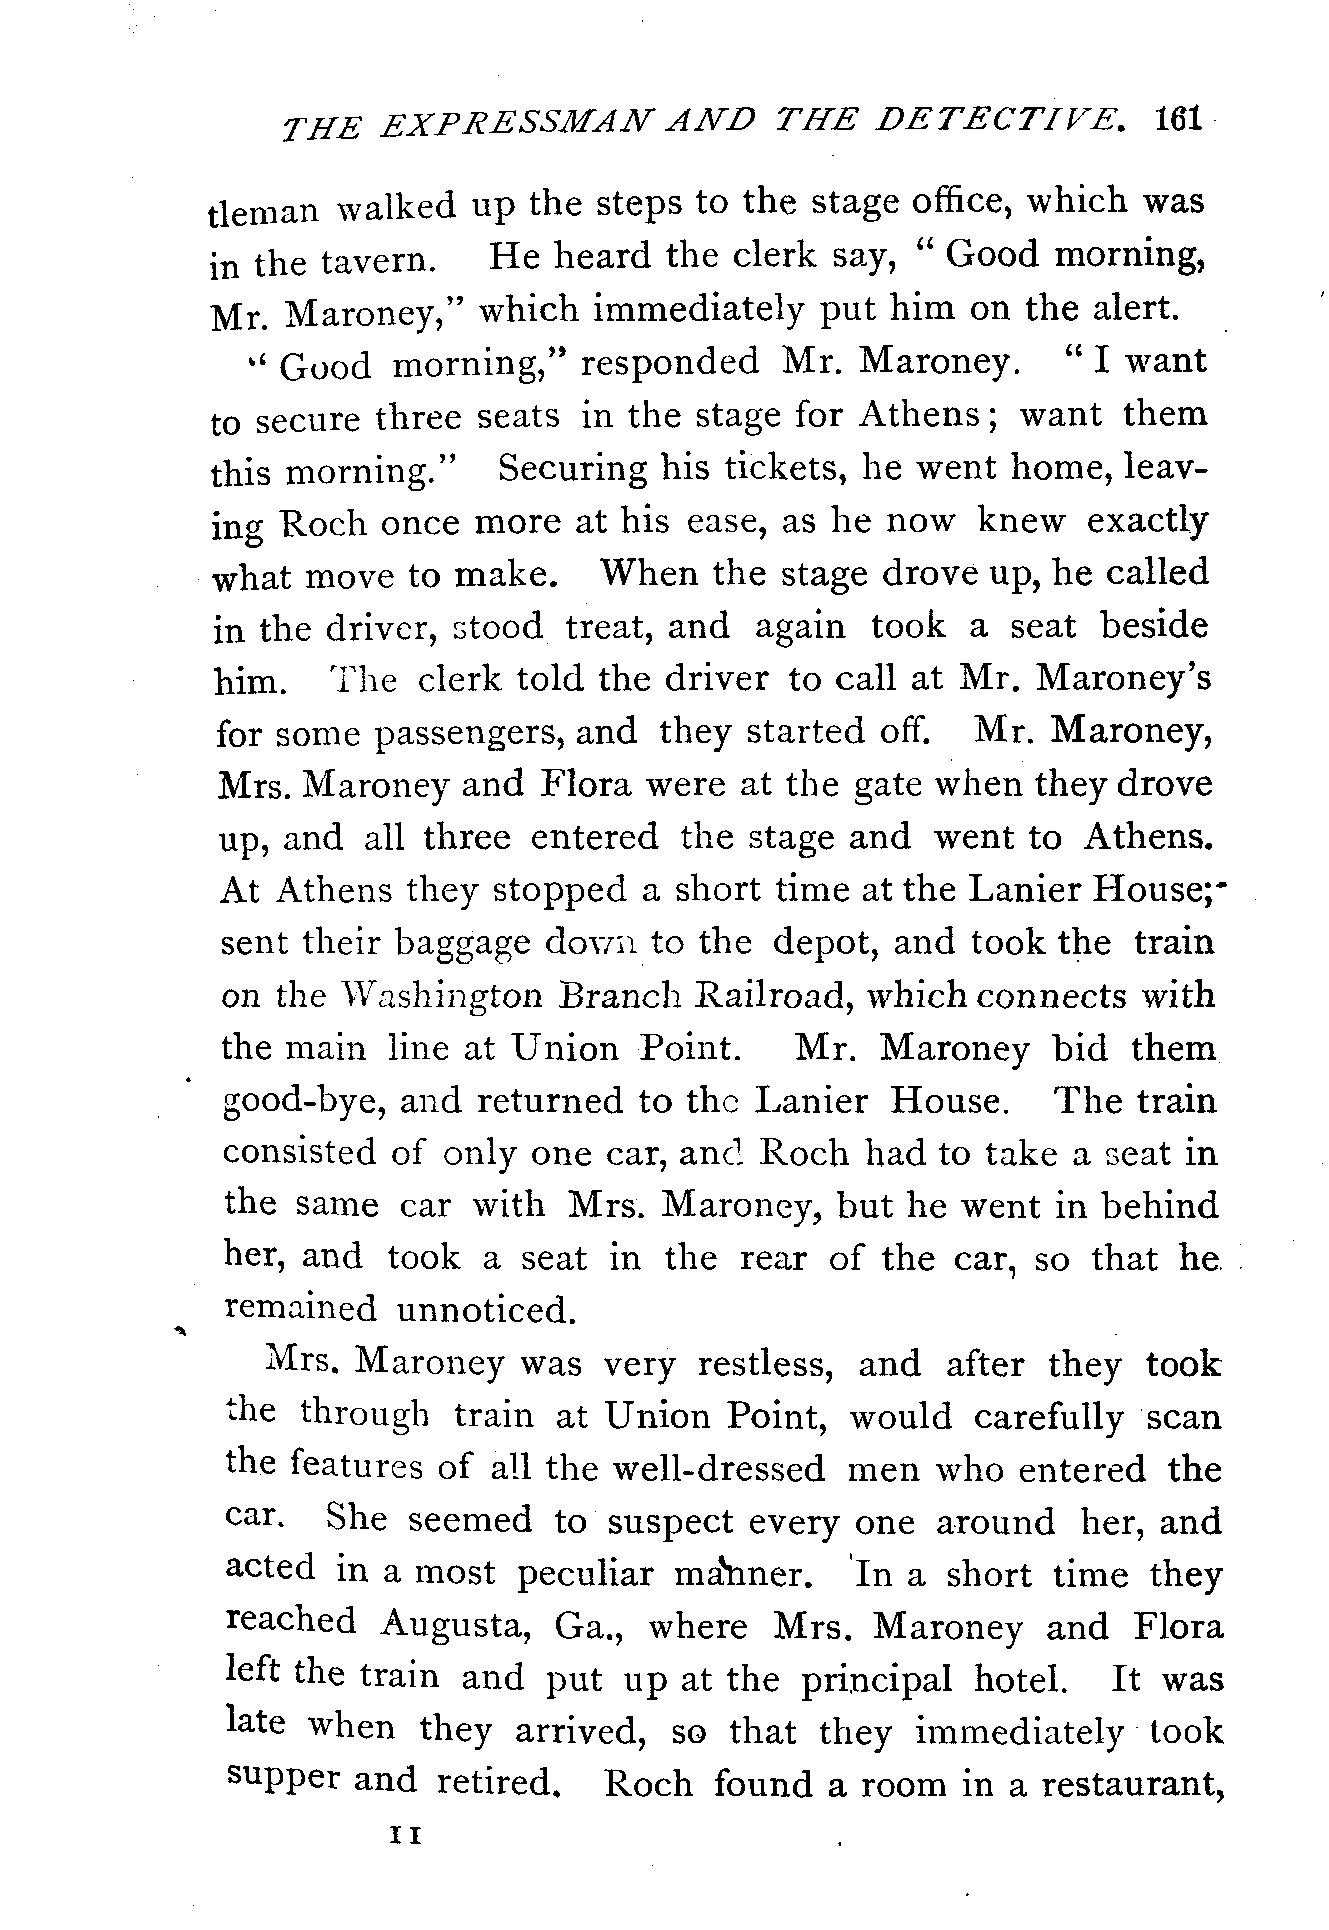 THE EXPRESSMAN AND THE DETECTIVE. 161
tleman walked up the steps to the stage office, which was
in the tavern. He heard the clerk say, “ Good morning,
Mr. Maroney,” which immediately put him on the alert.
“ Good morning,” responded Mr. Maroney. “ I want
to secure three seats in the stage for Athens; want them
this morning.” Securing his tickets, he went home, leav-
ing Roch once more at his ease, as he now knew exactly
what move to make. When the stage drove up, he called
in the driver, stood treat, and again took a seat beside
him. The clerk told the driver to call at Mr. Maroney’s
for some passengers, and they started off. Mr. Maroney,
Mrs. Maroney and Flora were at the gate when they drove
up, and all three entered the stage and went to Athens.
At Athens they stopped a short time at the Lanier House;
sent their baggage down to the depot, and took the train
on the Washington Branch Railroad, which connects with
the main line at Union Point. Mr. Maroney bid them
good-bye, and returned to the Lanier House. The train
consisted of only one car, and Roch had to take a seat in
the same car with Mrs. Maroney, but he went in behind
her, and took a seat in the rear of the car, so that he
remained unnoticed.
Mrs. Maroney was very restless, and after they took
the through train at Union Point, would carefully scan
the features of all the well-dressed men who entered the
car. She seemed to suspect every one around her, and
acted in a most peculiar manner. In a short time they
reached Augusta, Ga., where Mrs. Maroney and Flora
left the train and put up at the principal hotel. It was
late when they arrived, so that they immediately took
supper and retired. Roch found a room in a restaurant,
11